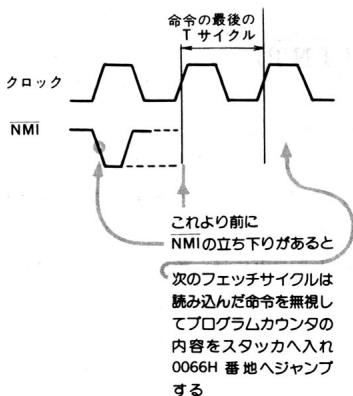 命令の最後の
Tサイクル
クロック
NMI
これより前に
NMIの立ち下りがあると
次のフェッチサイクルは
読み込んだ命令を無視し
てプログラムカウンタの
内容をスタッカへ入れ
0066H 番地へジャンプ
する